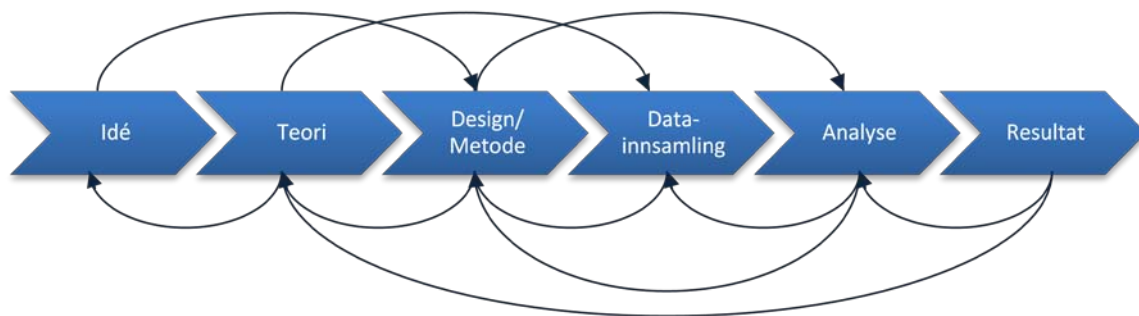 Idé
Teori
Design/
Metode
Data-
innsamling
Analyse
Resultat